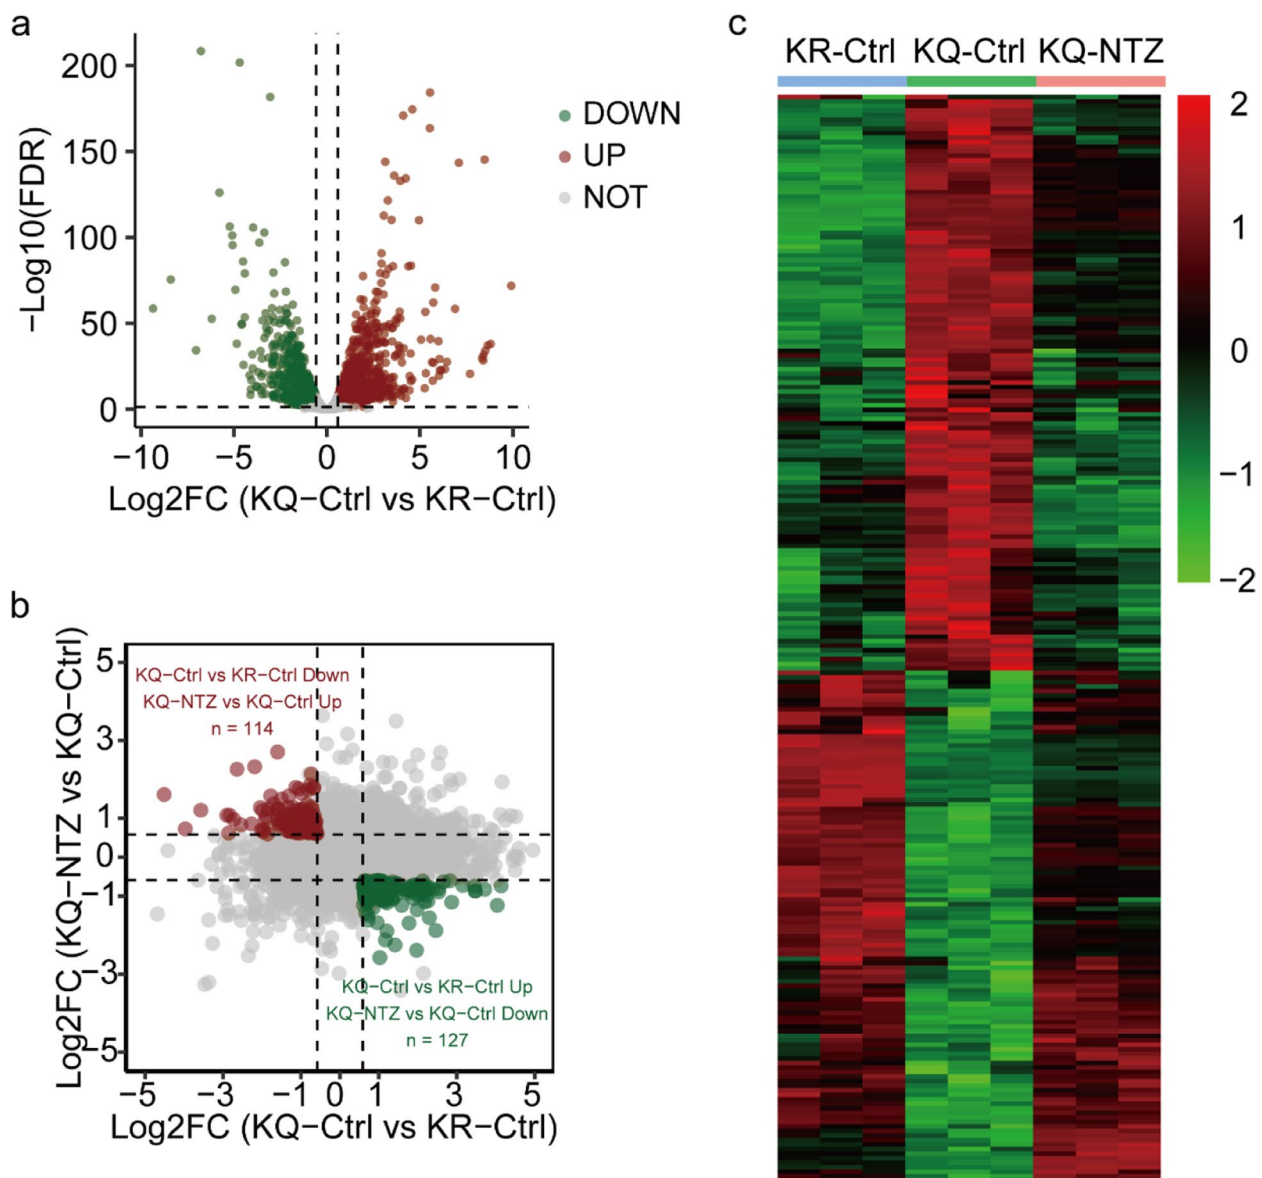 a
−Log10(FDR)
200
150
100
50
0
−10 −5 0 5 10
Log2FC (KQ−Ctrl vs KR−Ctrl)
DOWN
UP
NOT
b
Log2FC (KQ−NTZ vs KQ−Ctrl)
5
3
1
0
−1
−3
−5
KQ−Ctrl vs KR−Ctrl Down
KQ−NTZ vs KQ−Ctrl Up
n = 114
KQ−Ctrl vs KR−Ctrl Up
KQ−NTZ vs KQ−Ctrl Down
n = 127
−5 −3 −1 0 1 3 5
Log2FC (KQ−Ctrl vs KR−Ctrl)
c
KR-Ctrl KQ-Ctrl KQ-NTZ
2
1
0
−1
−2